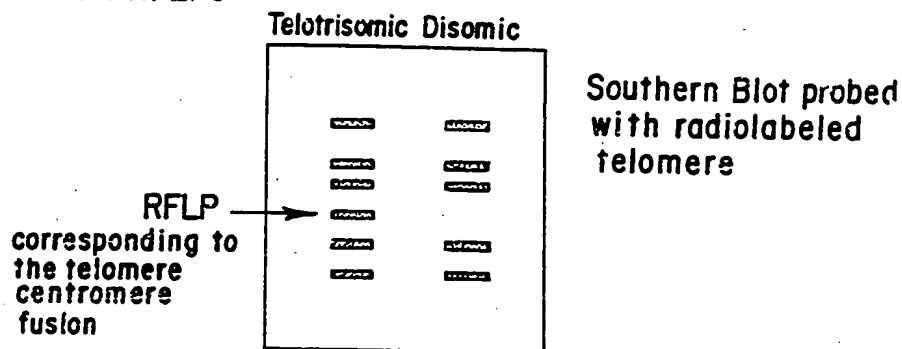 Telotrisomic Disomic
Southern Blot probed
with radiolabeled
telomere
RFLP
corresponding to
the telomere
centromere
fusion